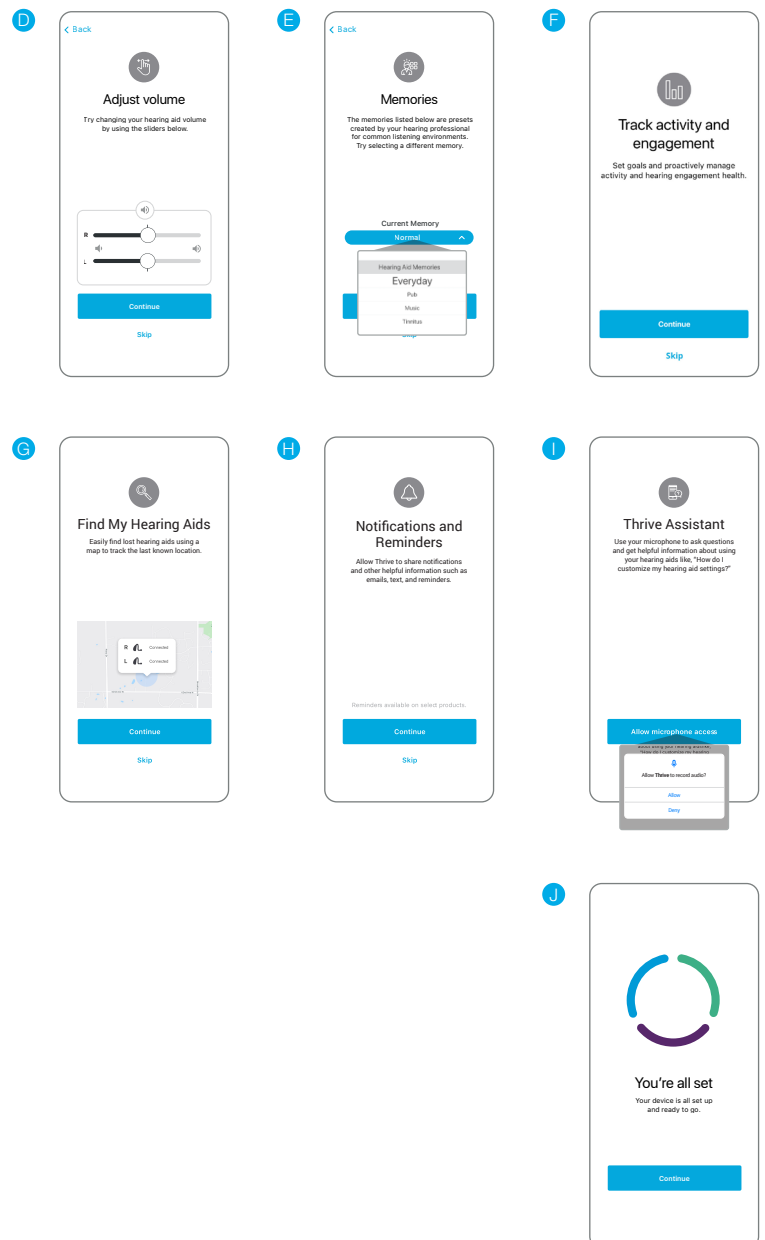 D
< Back
Adjust volume
Try changing your hearing aid volume
by using the sliders below.
R
L
Continue
Skip
E
< Back
Memories
The memories listed below are presets
created by your hearing professional
for common listening environments.
Try selecting a different memory.
Current Memory
Normal
Hearing Aid Memories
Everyday
Pub
Music
Tinnitus
F
Track activity and
engagement
Set goals and proactively manage
activity and hearing engagement health.
Continue
Skip
G
Find My Hearing Aids
Easily find lost hearing aids using a
map to track the last known location.
R Connected
L Connected
Continue
Skip
H
Notifications and
Reminders
Allow Thrive to share notifications
and other helpful information such as
emails, text, and reminders.
Reminders available on select products.
Continue
Skip
I
Thrive Assistant
Use your microphone to ask questions
and get helpful information about using
your hearing aids like, "How do I
customize my hearing aid settings?"
Allow microphone access
Allow Thrive to record audio?
Allow
Deny
J
You're all set
Your device is all set up
and ready to go.
Continue